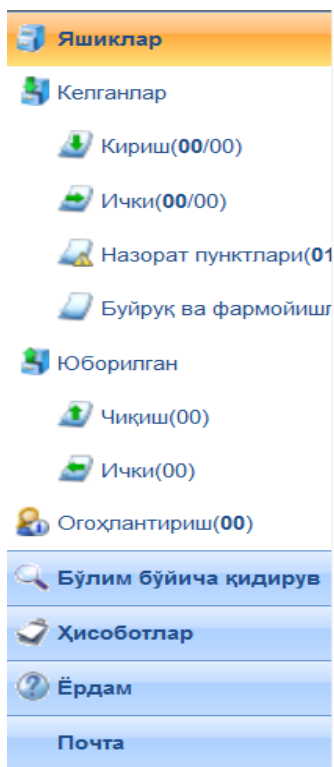 Яшиклар
Келганлар
Кириш(00/00)
Ички(00/00)
Назорат пунктлари(01
Буйруқ ва фармойишл
Юборилган
Чиқиш(00)
Ички(00)
Огоҳлантириш(00)
Бўлим бўйича қидирув
Ҳисоботлар
Ёрдам
Почта